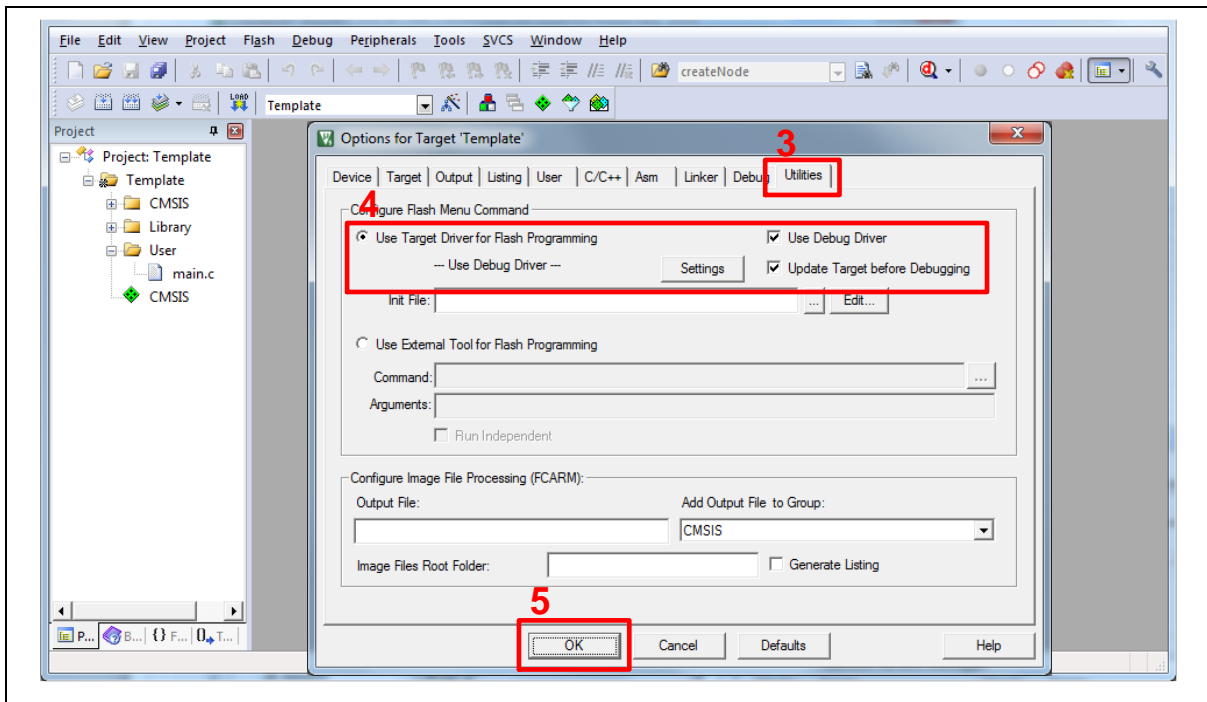 File Edit View Project Flash Debug Peripherals Tools SVCS Window Help
createNode
LOAD
Template
Project
Project: Template
Template
CMSIS
Library
User
main.c
CMSIS
P... B... {} F... 0 T...
Options for Target 'Template'
3
Device Target Output Listing User C/C++ Asm Linker Debug Utilities
4
Configure Flash Menu Command
Use Target Driver for Flash Programming Use Debug Driver
--- Use Debug Driver --- Settings Update Target before Debugging
Init File: ... Edit...
Use External Tool for Flash Programming
Command: ...
Arguments:
Run Independent
Configure Image File Processing (FCARM):
Output File: Add Output File to Group:
CMSIS
Image Files Root Folder: Generate Listing
5
OK Cancel Defaults Help